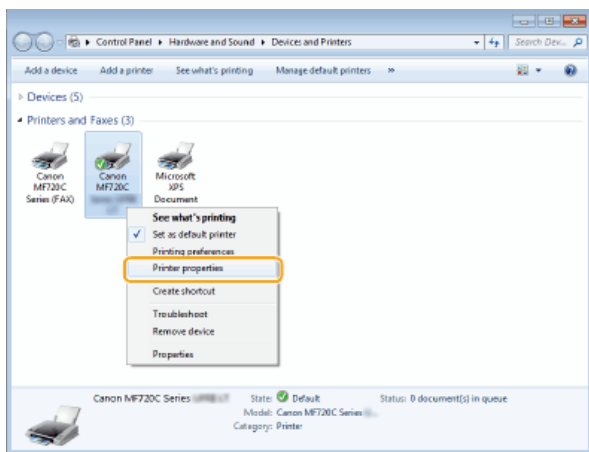 Control Panel Hardware and Sound Devices and Printers
Search Dev...
Add a device Add a printer See what's printing Manage default printers »
Devices (5)
Printers and Faxes (3)
Canon
MF720C
Series (FAX)
Canon
MF720C
Microsoft
XPS
Document
See what's printing
Set as default printer
Printing preferences
Printer properties
Create shortcut
Troubleshoot
Remove device
Properties
Canon MF720C Series State: Default Status: 0 document(s) in queue
Model: Canon MF720C Series
Category: Printer